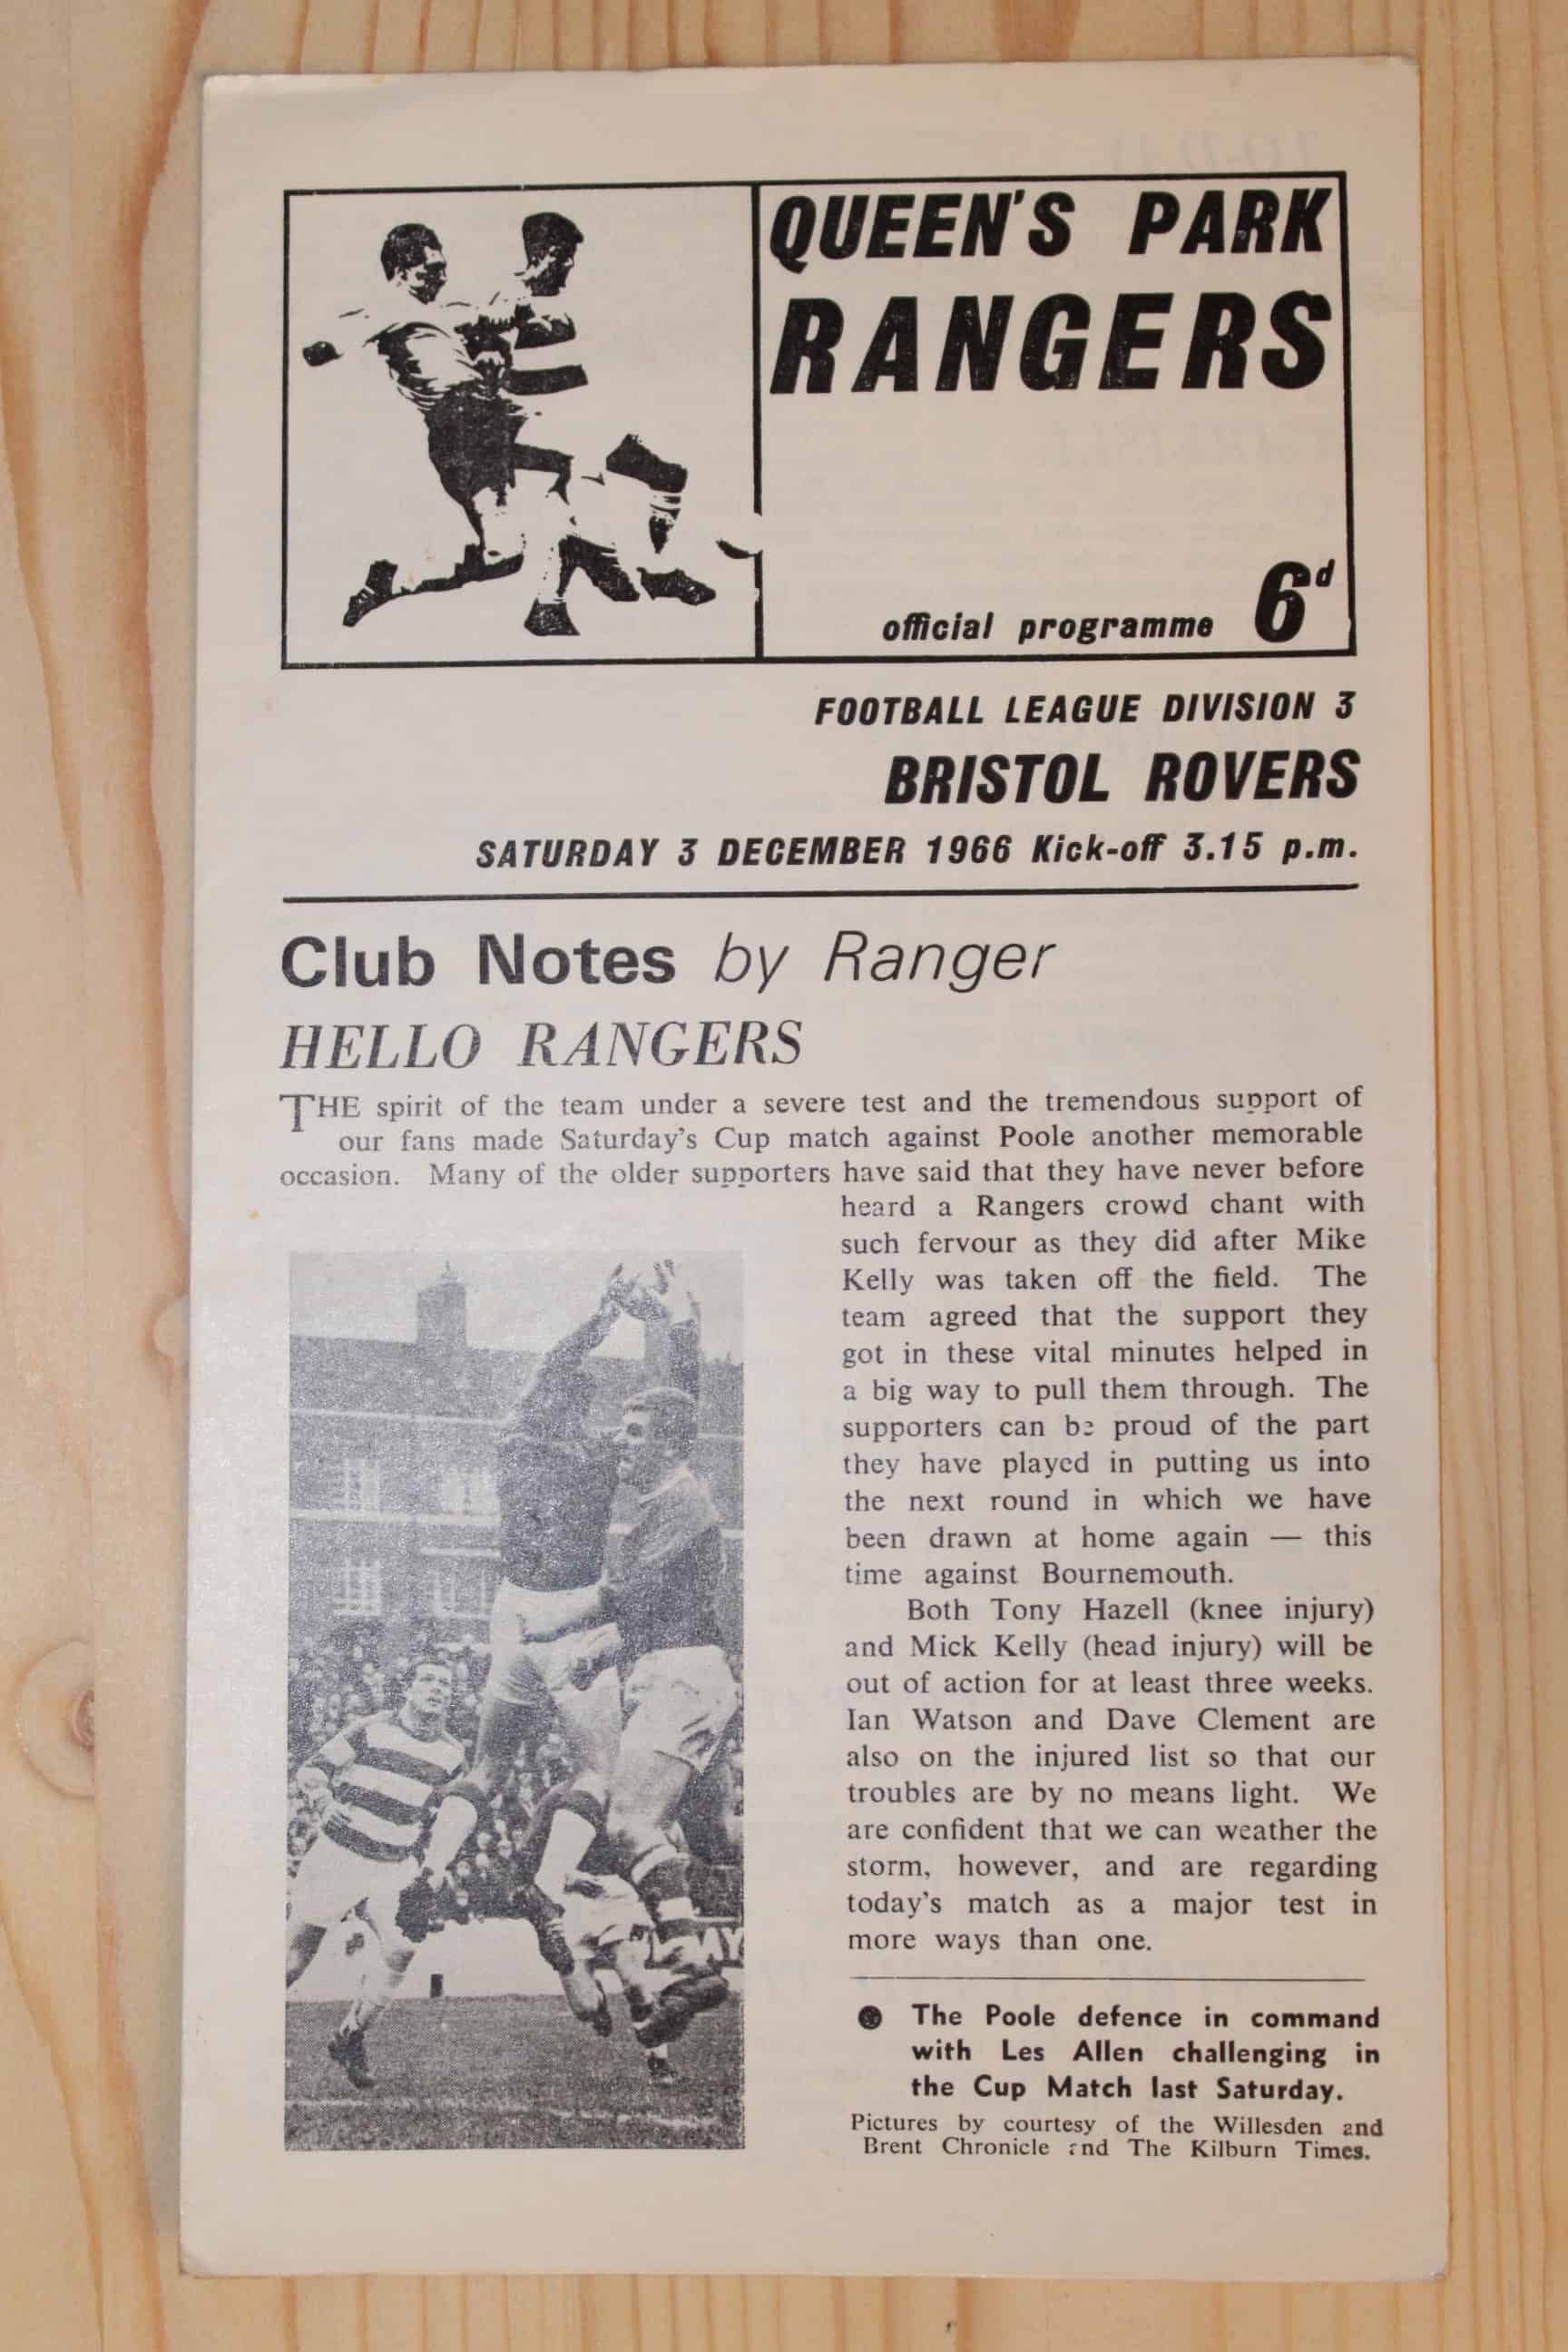 QUEEN'S PARK
RANGERS
official programme 6d
FOOTBALL LEAGUE DIVISION 3
BRISTOL ROVERS
SATURDAY 3 DECEMBER 1966 Kick-off 3.15 p.m.
Club Notes by Ranger
HELLO RANGERS
THE spirit of the team under a severe test and the tremendous support of
our fans made Saturday's Cup match against Poole another memorable
occasion. Many of the older supporters have said that they have never before
heard a Rangers crowd chant with
such fervour as they did after Mike
Kelly was taken off the field. The
team agreed that the support they
got in these vital minutes helped in
a big way to pull them through. The
supporters can be proud of the part
they have played in putting us into
the next round in which we have
been drawn at home again — this
time against Bournemouth.
Both Tony Hazell (knee injury)
and Mick Kelly (head injury) will be
out of action for at least three weeks.
Ian Watson and Dave Clement are
also on the injured list so that our
troubles are by no means light. We
are confident that we can weather the
storm, however, and are regarding
today's match as a major test in
more ways than one.
● The Poole defence in command
with Les Allen challenging in
the Cup Match last Saturday.
Pictures by courtesy of the Willesden and
Brent Chronicle and The Kilburn Times.